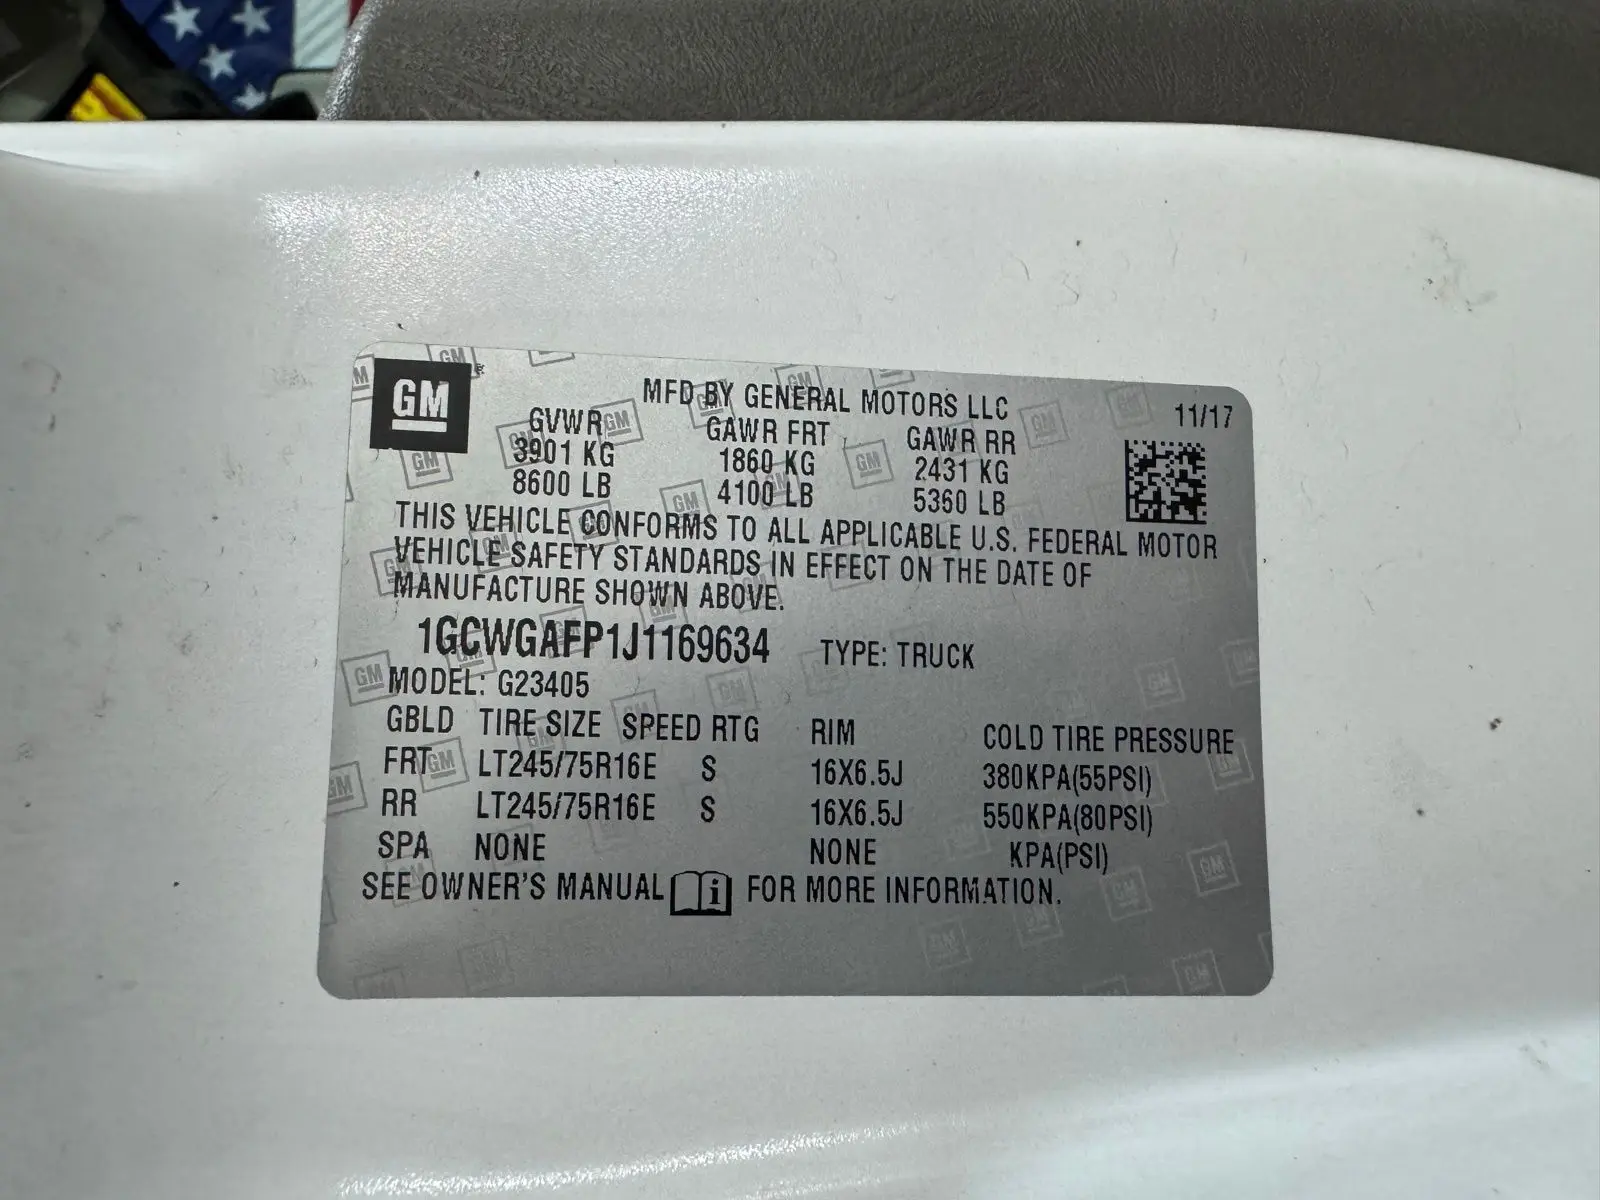 GM
MFD BY GENERAL MOTORS LLC 11/17
GVWR GAWR FRT GAWR RR
3901 KG 1860 KG 2431 KG
8600 LB 4100 LB 5360 LB
THIS VEHICLE CONFORMS TO ALL APPLICABLE U.S. FEDERAL MOTOR
VEHICLE SAFETY STANDARDS IN EFFECT ON THE DATE OF
MANUFACTURE SHOWN ABOVE.
1GCWGAFP1J1169634 TYPE: TRUCK
MODEL: G23405
GBLD TIRE SIZE SPEED RTG RIM COLD TIRE PRESSURE
FRT LT245/75R16E S 16X6.5J 380KPA(55PSI)
RR LT245/75R16E S 16X6.5J 550KPA(80PSI)
SPA NONE NONE KPA(PSI)
SEE OWNER'S MANUAL i FOR MORE INFORMATION.